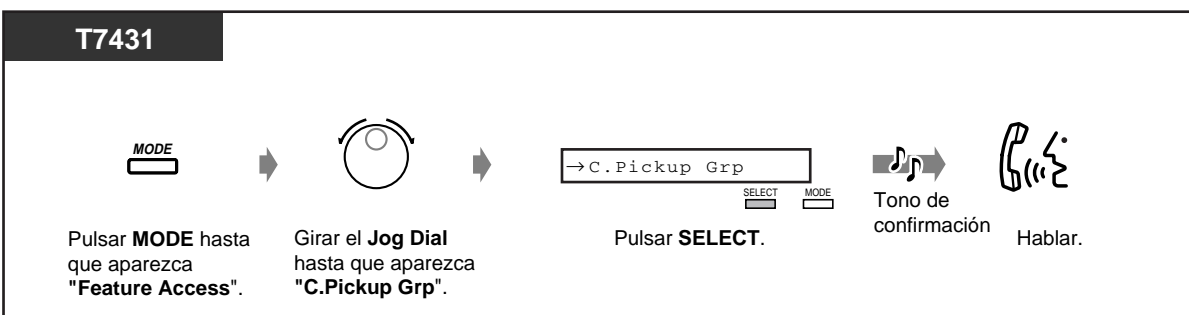 T7431
MODE
→C.Pickup Grp
SELECT MODE
Pulsar MODE hasta
que aparezca
"Feature Access".
Girar el Jog Dial
hasta que aparezca
"C.Pickup Grp".
Pulsar SELECT.
Tono de
confirmación
Hablar.